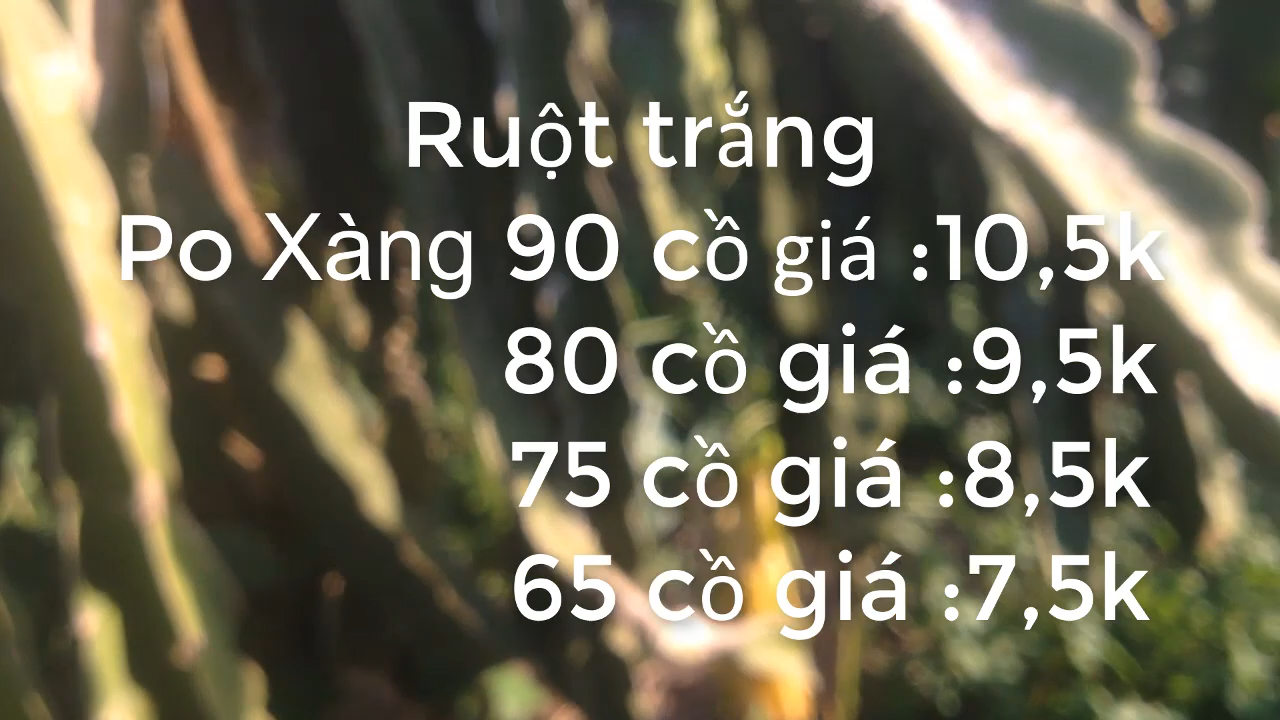 Ruột trắng
Po Xàng 90 cồ giá :10,5k
80 cồ giá :9,5k
75 cồ giá :8,5k
65 cồ giá :7,5k